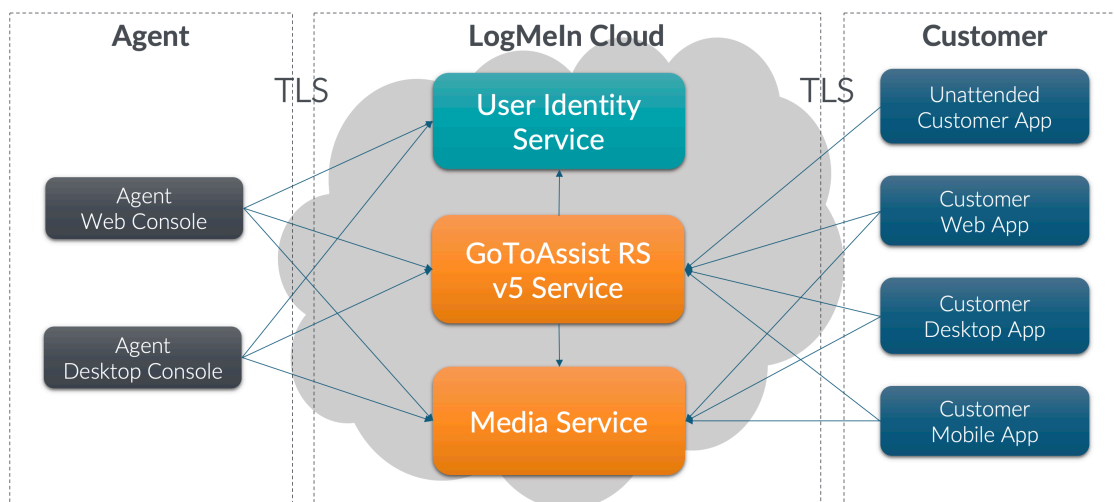 Agent
LogMeIn Cloud
Customer
TLS
TLS
User Identity
Service
Unattended
Customer App
Agent
Web Console
Customer
Web App
GoToAssist RS
v5 Service
Customer
Desktop App
Agent
Desktop Console
Media Service
Customer
Mobile App